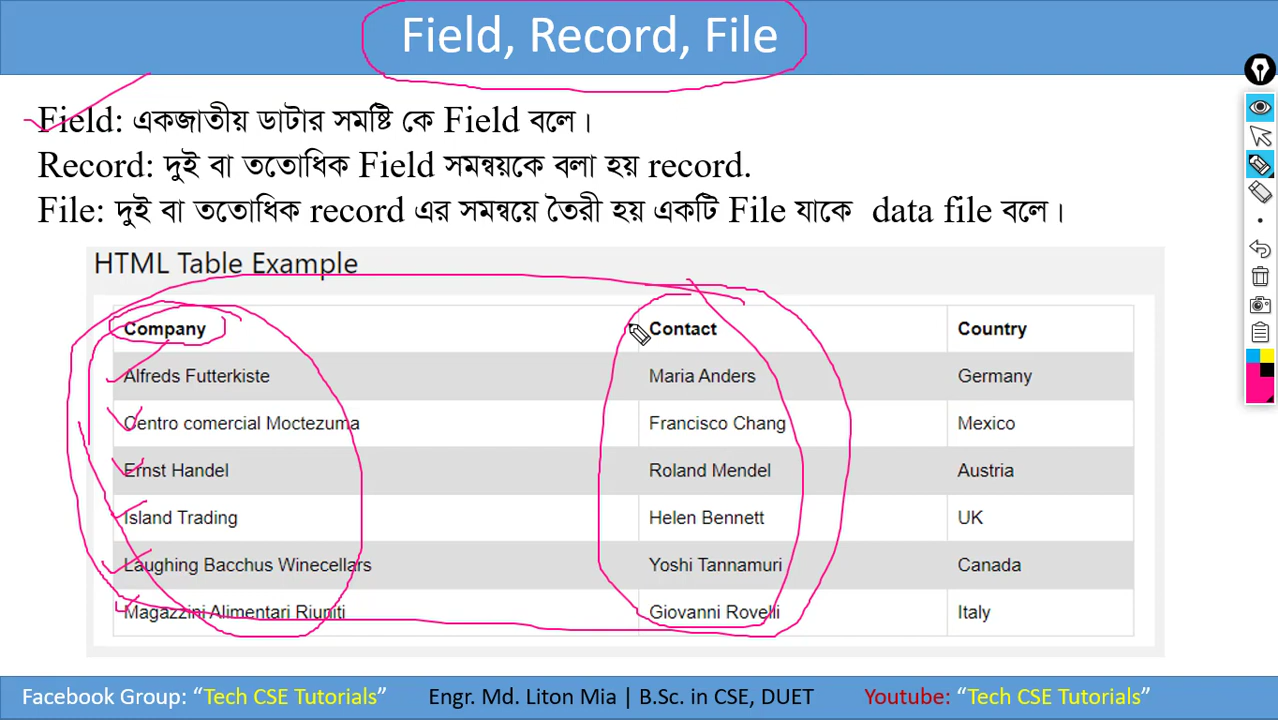 Field, Record, File
Field: একজাতীয় ডাটার সমষ্টি কে Field বলে।
Record: দুই বা ততোধিক Field সমন্বয়কে বলা হয় record.
File: দুই বা ততোধিক record এর সমন্বয়ে তৈরী হয় একটি File যাকে data file বলে।
HTML Table Example
Company Contact Country
Alfreds Futterkiste Maria Anders Germany
Centro comercial Moctezuma Francisco Chang Mexico
Ernst Handel Roland Mendel Austria
Island Trading Helen Bennett UK
Laughing Bacchus Winecellars Yoshi Tannamuri Canada
Magazzini Alimentari Riuniti Giovanni Rovelli Italy
Facebook Group: “Tech CSE Tutorials” Engr. Md. Liton Mia | B.Sc. in CSE, DUET Youtube: “Tech CSE Tutorials”